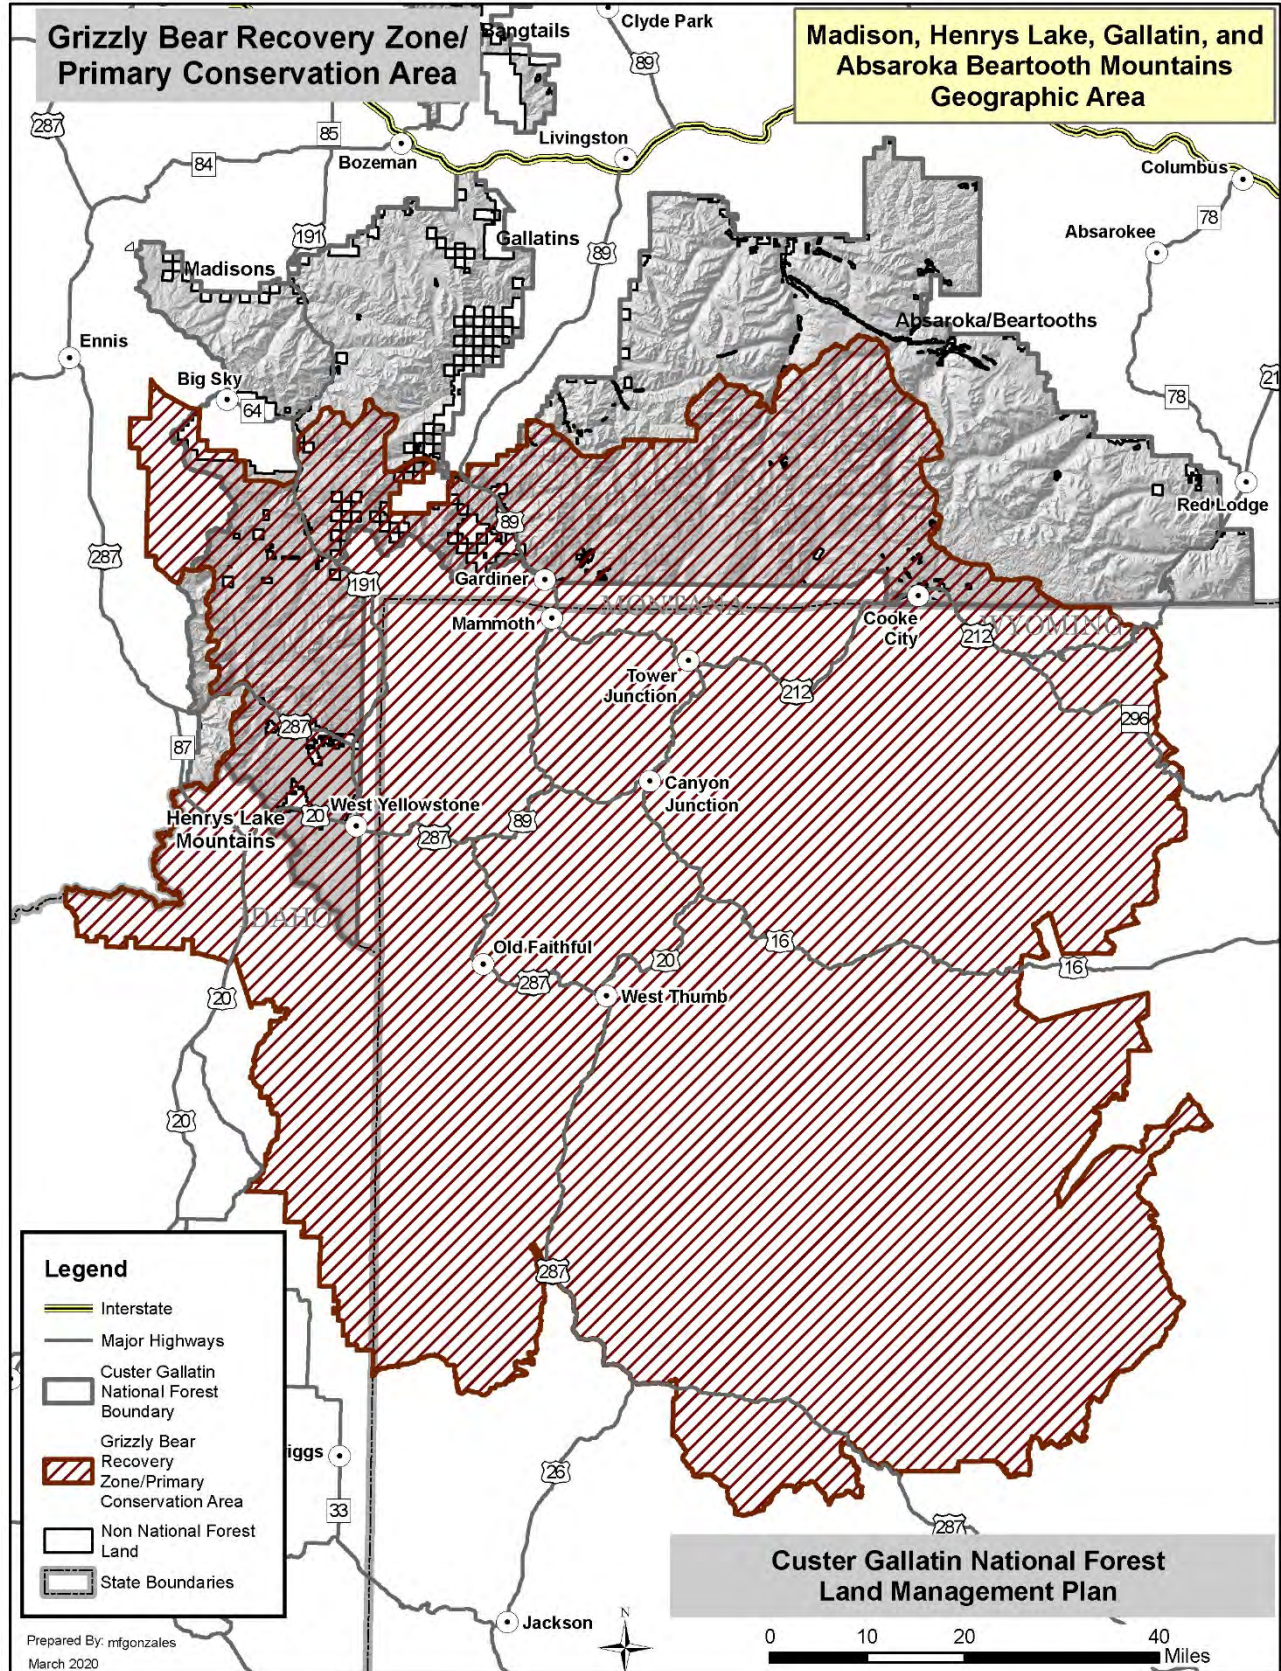 Grizzly Bear Recovery Zone/
Primary Conservation Area
Madison, Henrys Lake, Gallatin, and
Absaroka Beartooth Mountains
Geographic Area
Bangtails
Clyde Park
89
287
85
84
Bozeman
Livingston
Columbus
78
Absarokee
191
Gallatins
89
Madisons
Ennis
Absaroka/Beartooths
Big Sky
64
78
21
Red Lodge
89
287
191
Gardiner
MONTANA
Mammoth
Cooke
City
WYOMING
212
Tower
Junction
212
296
287
87
Canyon
Junction
West Yellowstone
20
Henrys Lake
Mountains
287
89
IDAHO
Old Faithful
287
20
16
16
West Thumb
20
20
287
Legend
Interstate
Major Highways
Custer Gallatin
National Forest
Boundary
Grizzly Bear
Recovery
Zone/Primary
Conservation Area
Non National Forest
Land
State Boundaries
iggs
33
26
287
Jackson
N
Custer Gallatin National Forest
Land Management Plan
0 10 20 40
Miles
Prepared By: mfgonzales
March 2020